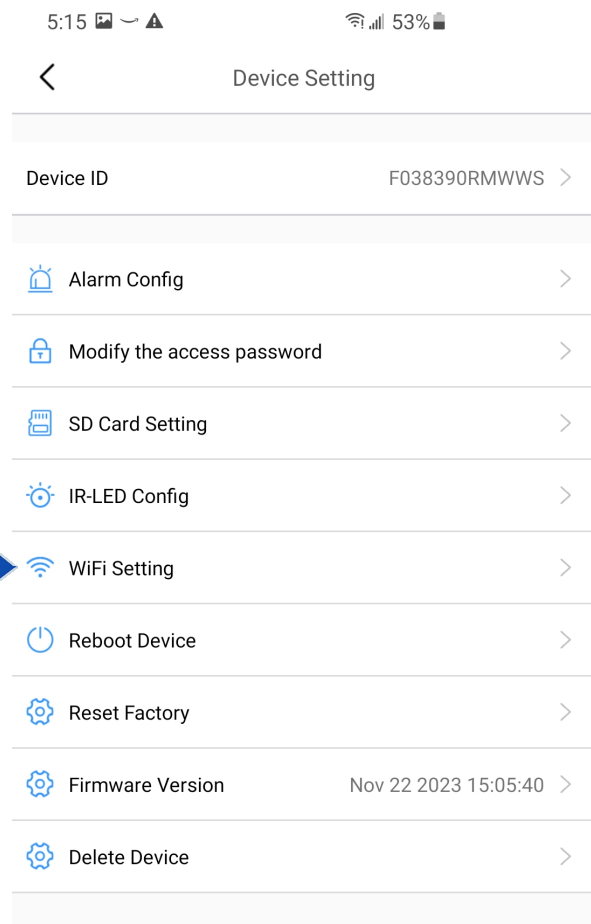 5:15 53%
Device Setting
Device ID F038390RMWWS
Alarm Config
Modify the access password
SD Card Setting
IR-LED Config
WiFi Setting
Reboot Device
Reset Factory
Firmware Version Nov 22 2023 15:05:40
Delete Device